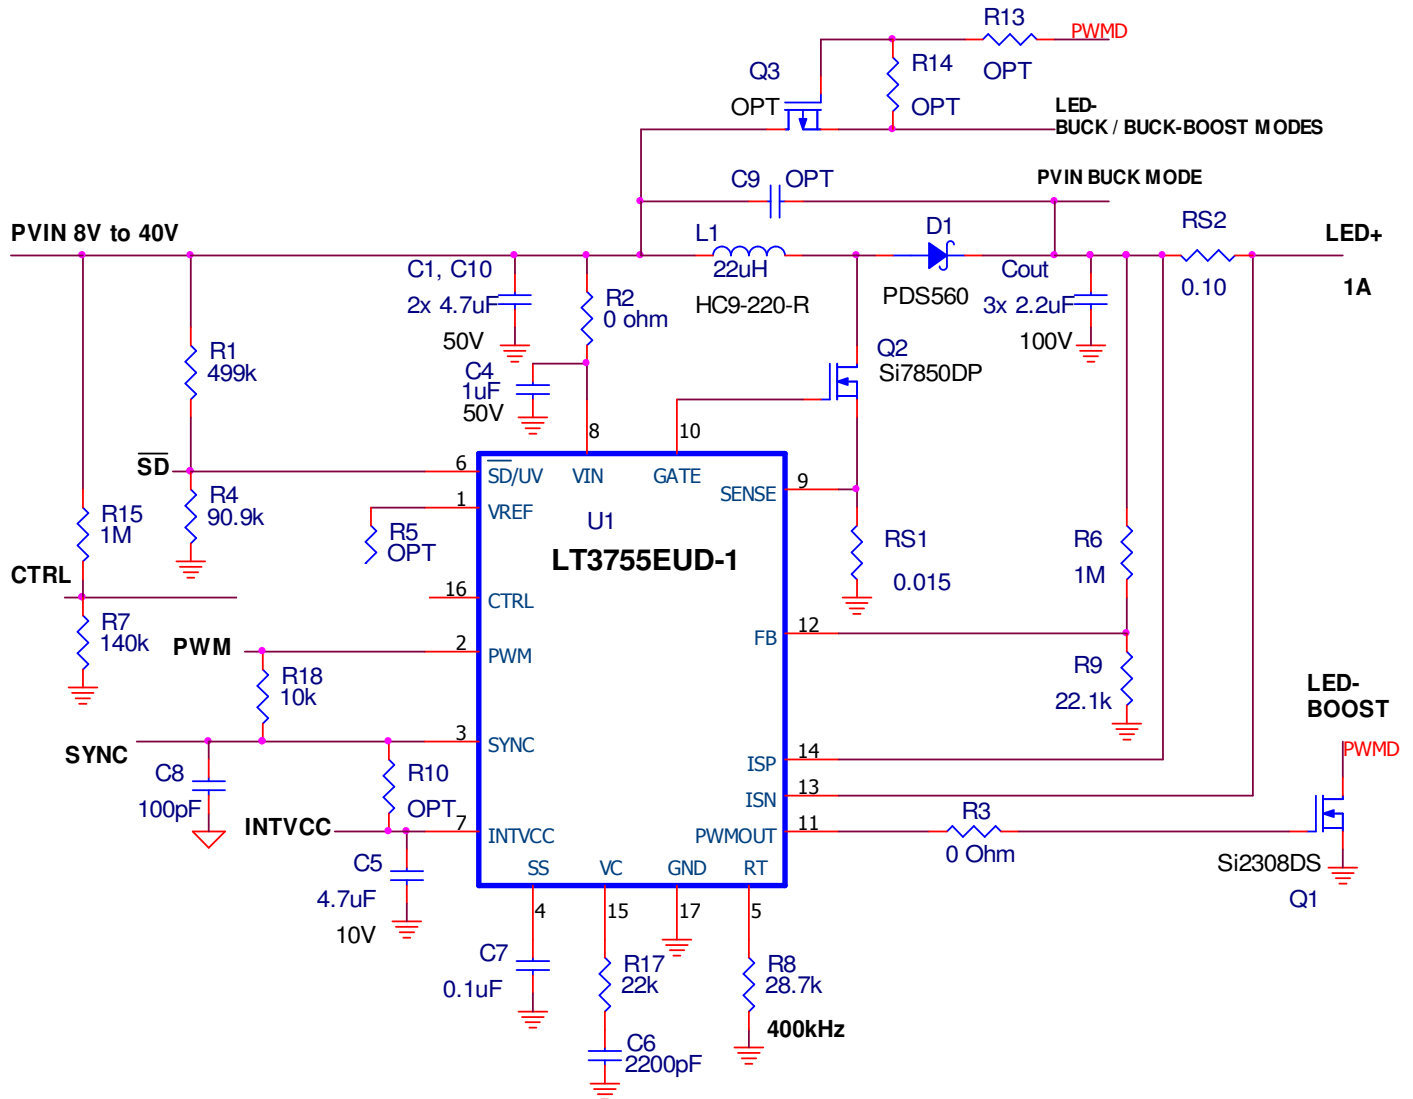 R13
PWMD
OPT
R14
OPT
Q3
OPT
LED-
BUCK / BUCK-BOOST MODES
C9
OPT
PVIN BUCK MODE
PVIN 8V to 40V
L1
22uH
HC9-220-R
D1
PDS560
RS2
0.10
LED+
1A
C1, C10
2x 4.7uF
50V
R2
0 ohm
Cout
3x 2.2uF
100V
R1
499k
C4
1uF
50V
Q2
Si7850DP
8
10
SD
6
SD/UV
VIN
GATE
SENSE
9
R4
90.9k
1
VREF
R5
OPT
U1
LT3755EUD-1
R15
1M
RS1
0.015
R6
1M
CTRL
16
CTRL
R7
140k
PWM
2
PWM
FB
12
R18
10k
R9
22.1k
LED-
BOOST
PWMD
SYNC
3
SYNC
C8
100pF
R10
OPT
ISP
14
ISN
13
INTVCC
7
INTVCC
PWMOUT
11
R3
0 Ohm
Si2308DS
Q1
C5
4.7uF
10V
SS
VC
GND
RT
4
15
17
5
C7
0.1uF
R17
22k
R8
28.7k
400kHz
C6
2200pF